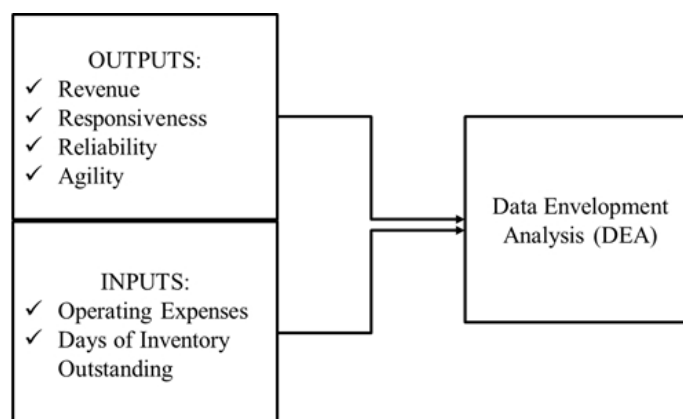 OUTPUTS:
✓ Revenue
✓ Responsiveness
✓ Reliability
✓ Agility
INPUTS:
✓ Operating Expenses
✓ Days of Inventory
Outstanding
Data Envelopment
Analysis (DEA)